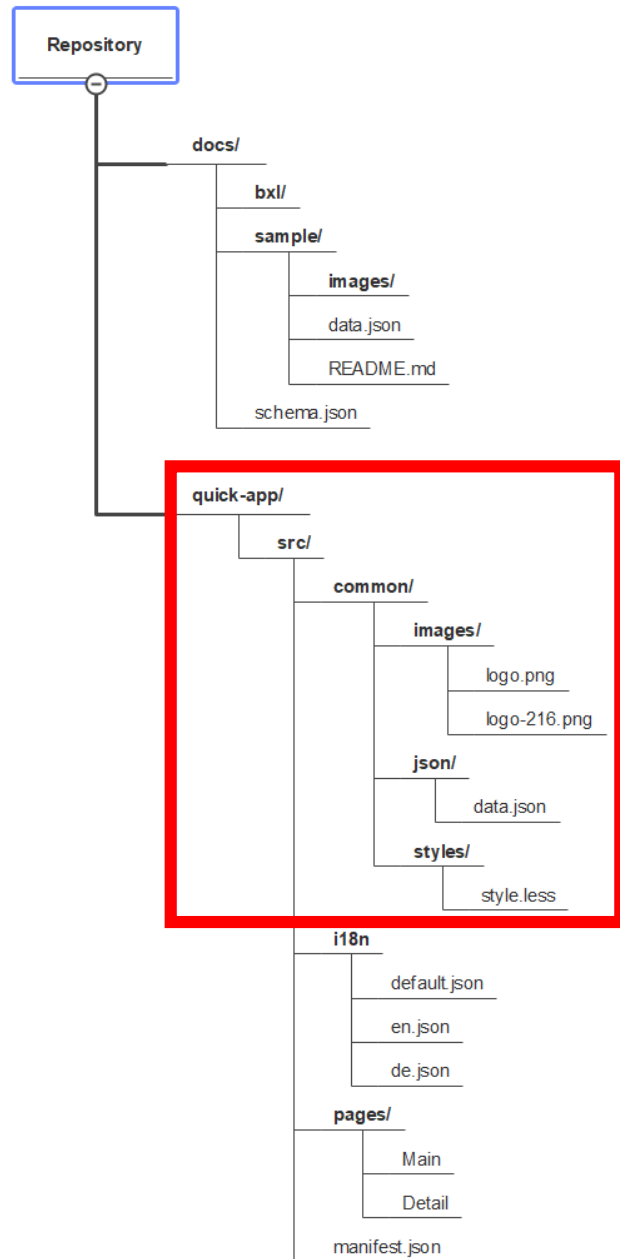 Repository
docs/
bxl/
sample/
images/
data.json
README.md
schema.json
quick-app/
src/
common/
images/
logo.png
logo-216.png
json/
data.json
styles/
style.less
i18n
default.json
en.json
de.json
pages/
Main
Detail
manifest.json